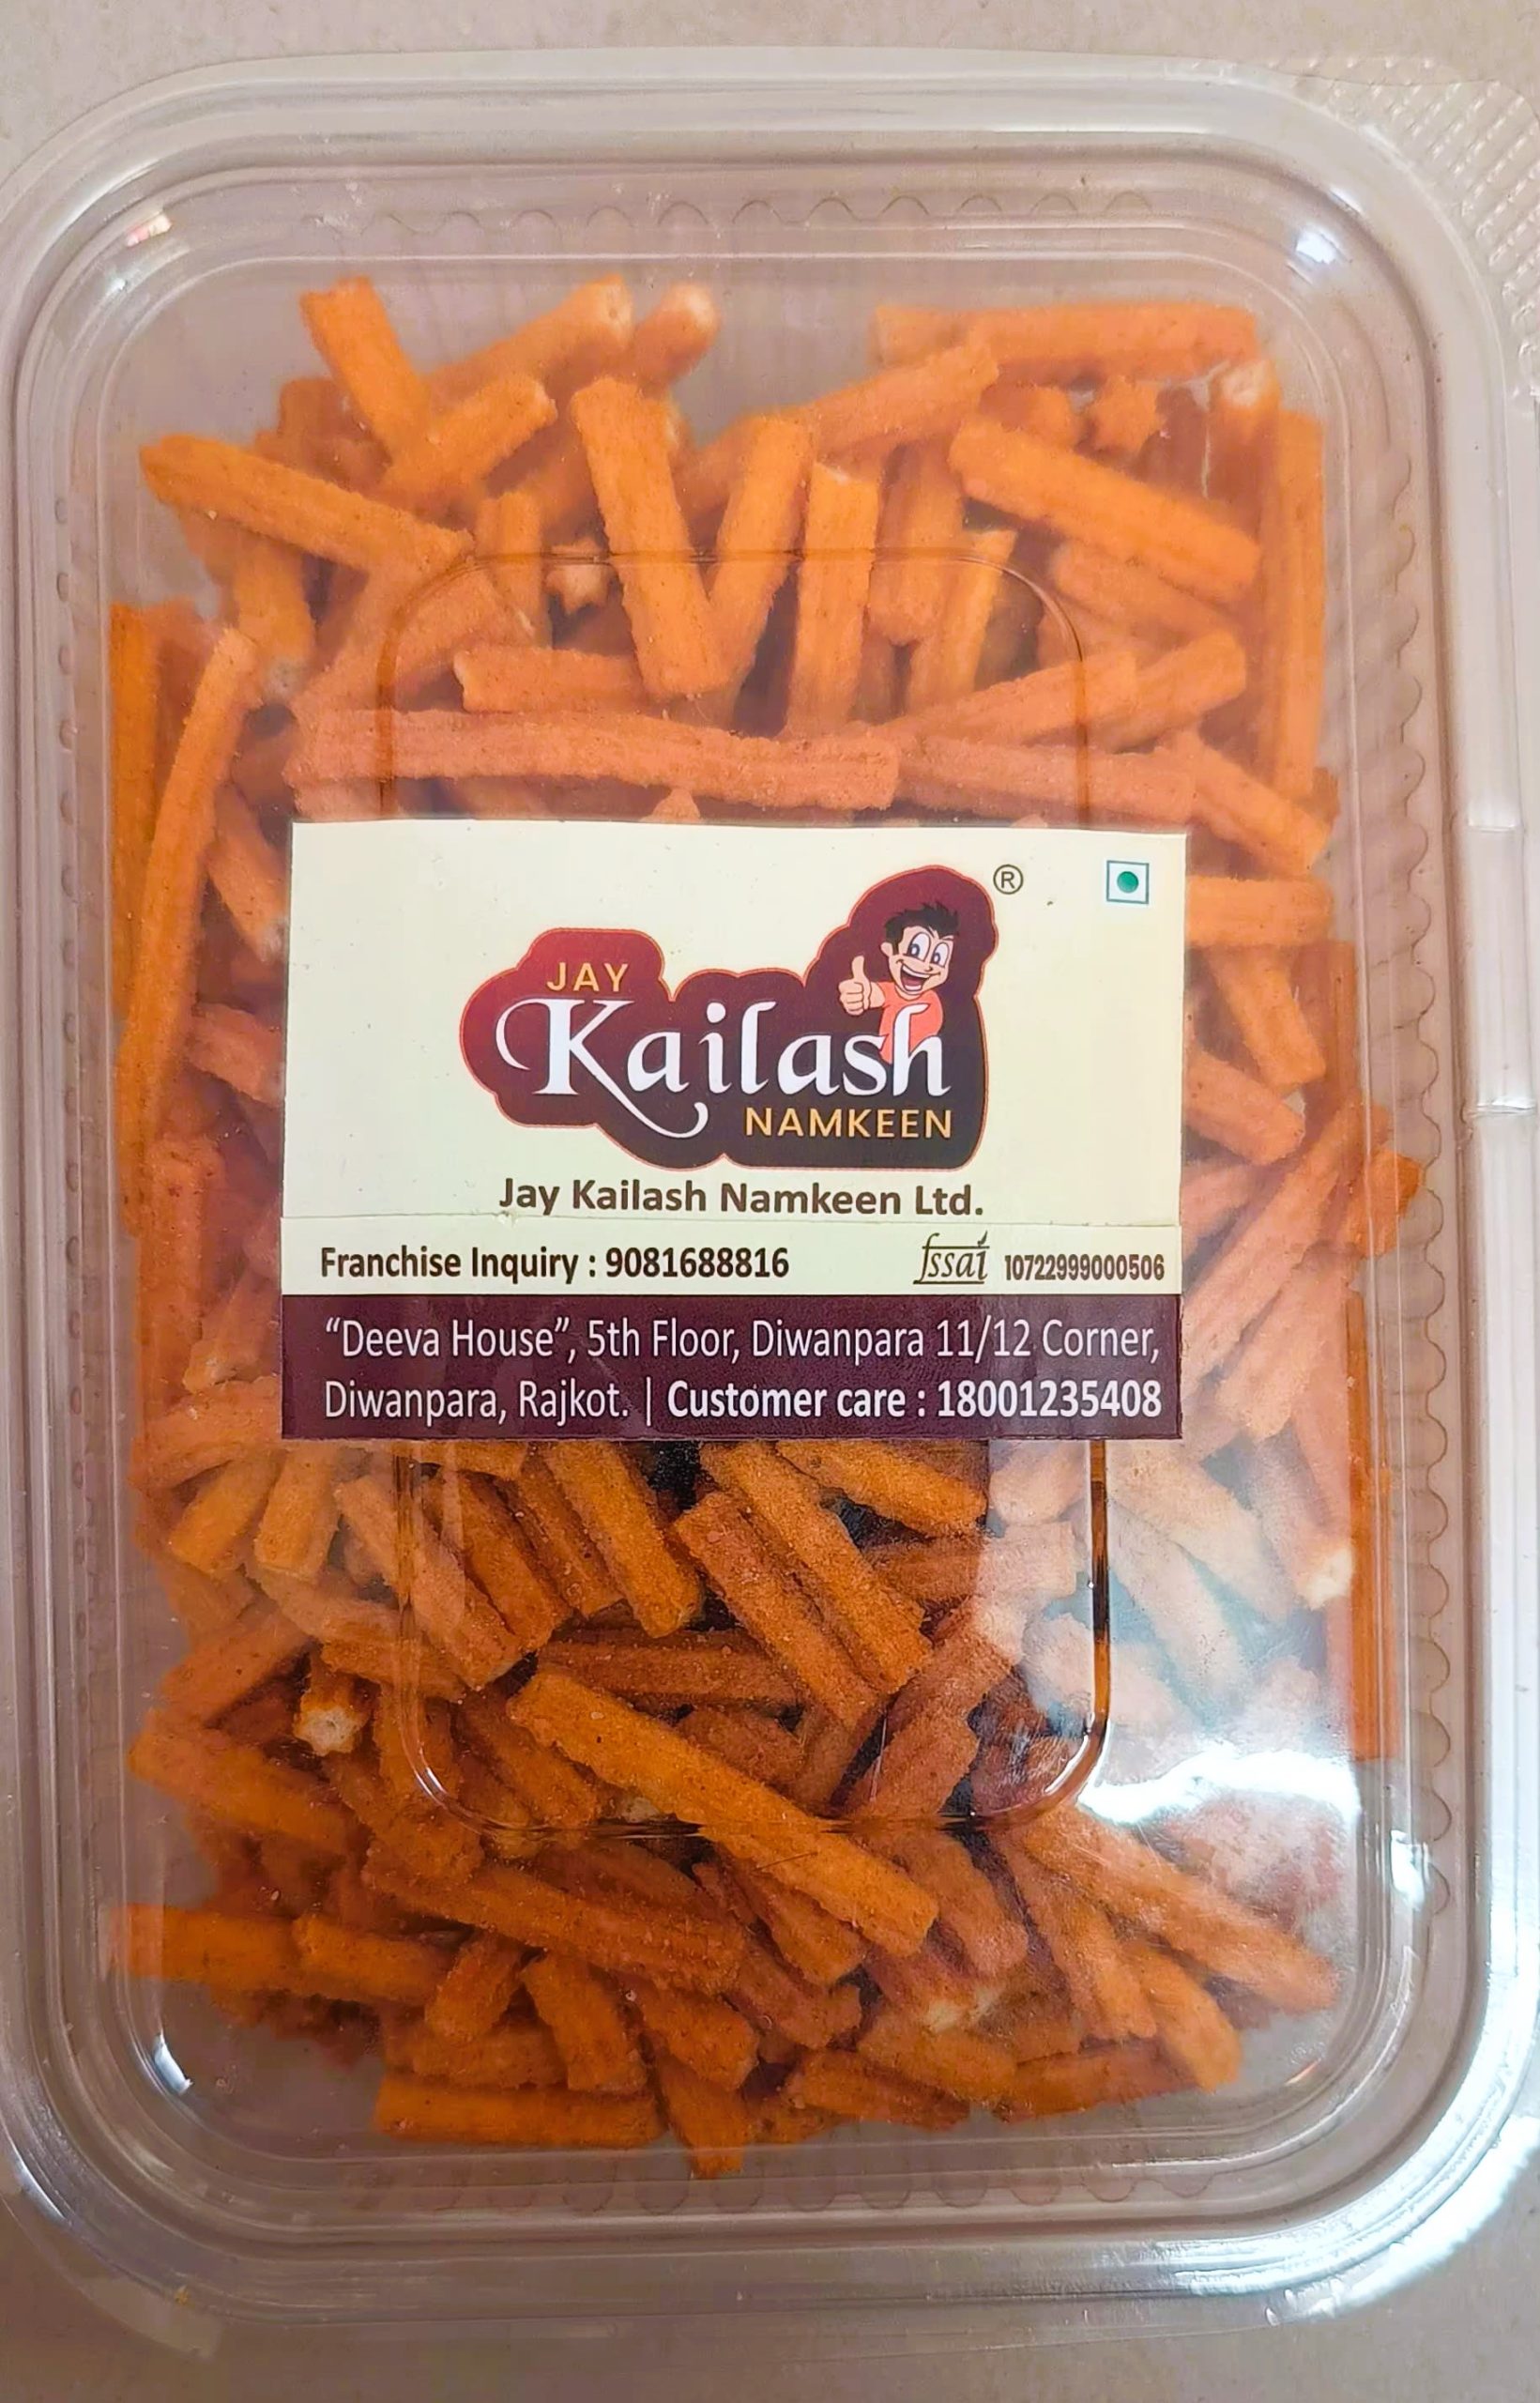 ®
JAY
Kailash
NAMKEEN
Jay Kailash Namkeen Ltd.
Franchise Inquiry : 9081688816 fssai 10722999000506
“Deeva House”, 5th Floor, Diwanpara 11/12 Corner,
Diwanpara, Rajkot. | Customer care : 18001235408